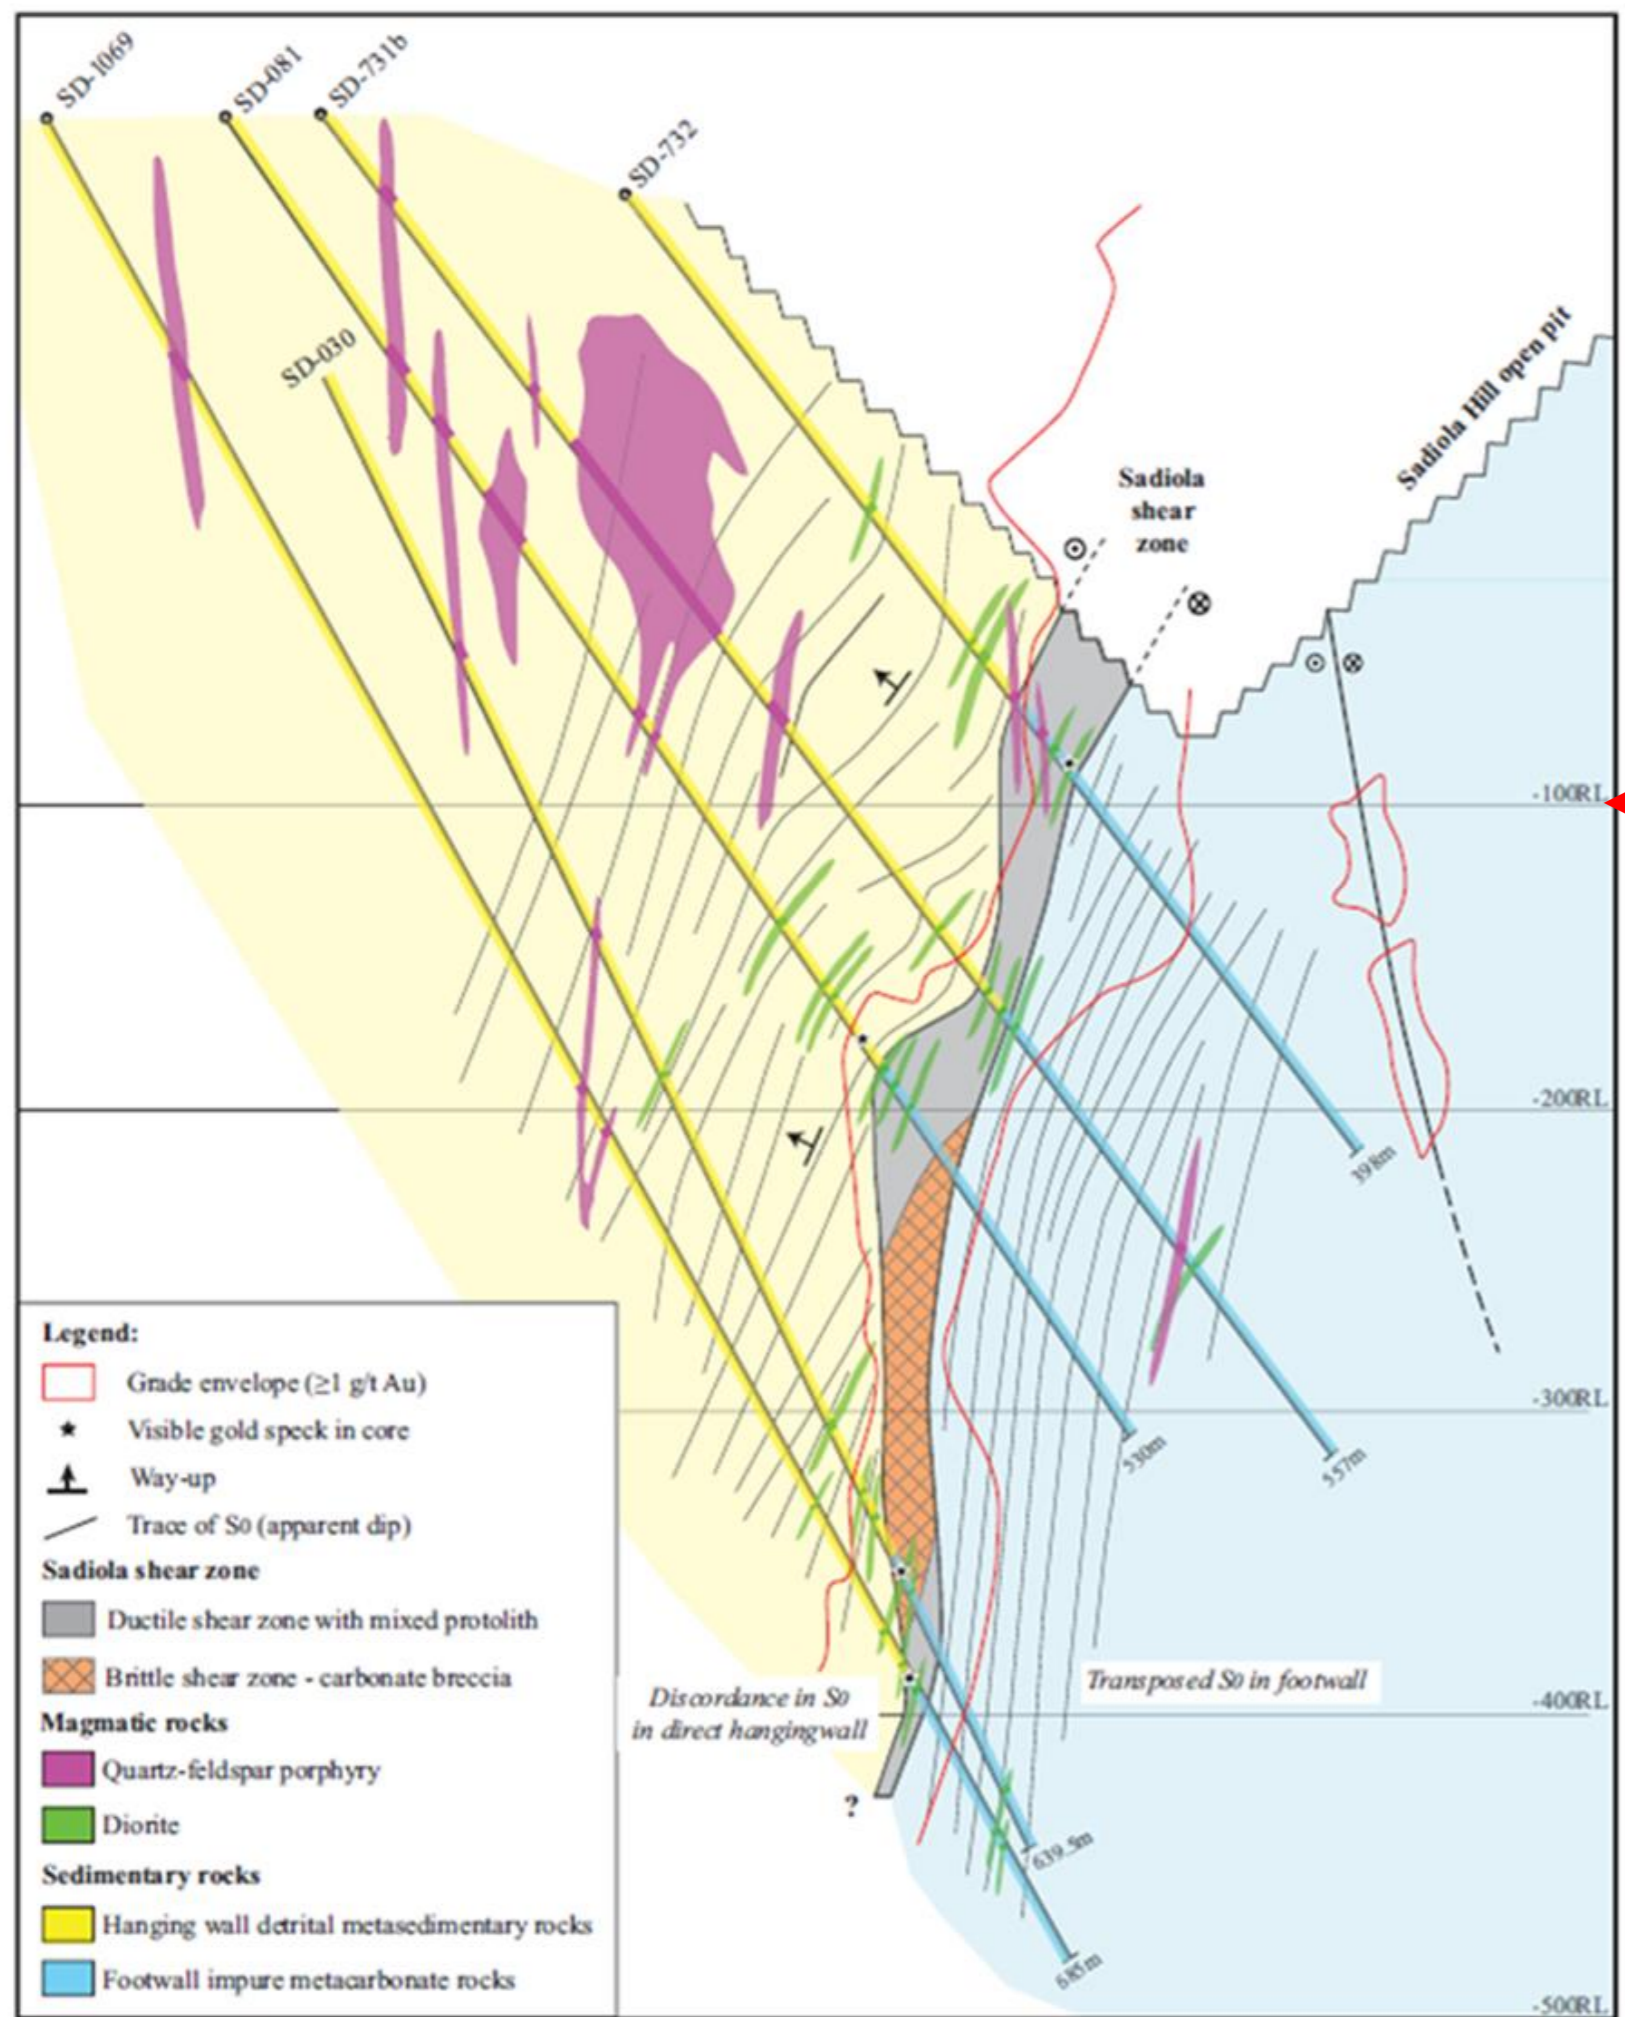 SD-1069
SD-081
SD-731b
SD-732
SD-030
Sadiola Hill open pit
Sadiola
shear
zone
-100RL
-200RL
398m
-300RL
530m
557m
Transposed S0 in footwall
Discordance in S0
in direct hangingwall
-400RL
?
639.5m
685m
-500RL
Legend:
Grade envelope (≥1 g/t Au)
Visible gold speck in core
Way-up
Trace of S0 (apparent dip)
Sadiola shear zone
Ductile shear zone with mixed protolith
Brittle shear zone - carbonate breccia
Magmatic rocks
Quartz-feldspar porphyry
Diorite
Sedimentary rocks
Hanging wall detrital metasedimentary rocks
Footwall impure metacarbonate rocks